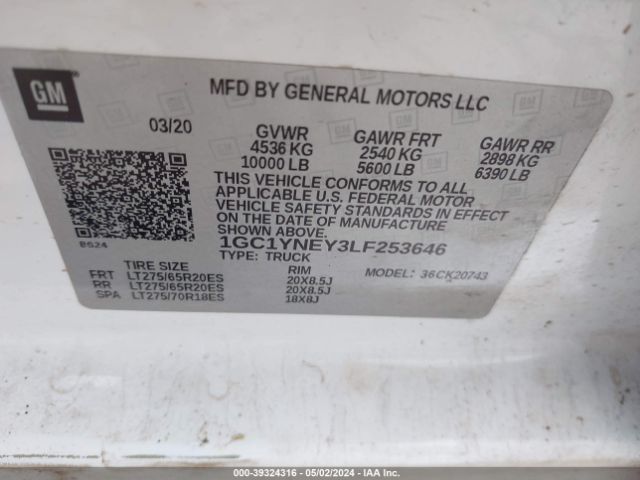 GM
MFD BY GENERAL MOTORS LLC
03/20
GVWR
4536 KG
10000 LB
GAWR FRT
2540 KG
5600 LB
GAWR RR
2898 KG
6390 LB
THIS VEHICLE CONFORMS TO ALL
APPLICABLE U.S. FEDERAL MOTOR
VEHICLE SAFETY STANDARDS IN EFFECT
ON THE DATE OF MANUFACTURE
SHOWN ABOVE.
1GC1YNEY3LF253646
TYPE: TRUCK
MODEL: 36CK20743
TIRE SIZE RIM
FRT LT275/65R20ES 20X8.5J
RR LT275/65R20ES 20X8.5J
SPA LT275/70R18ES 18X8J
000-39324316 - 05/02/2024 - IAA Inc.